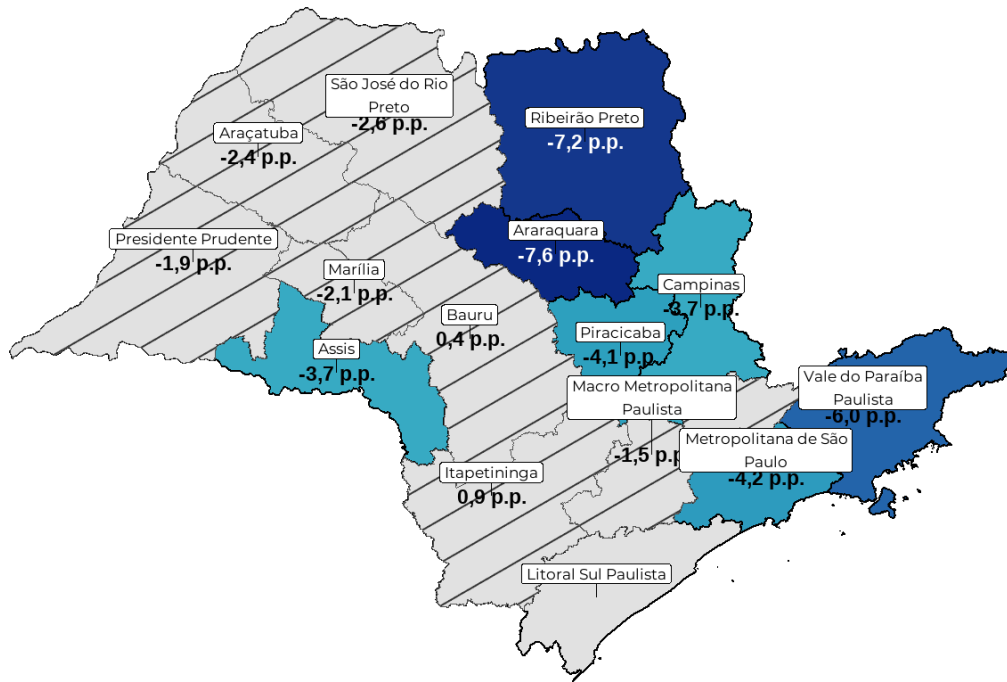 São José do Rio
Preto
-2,6 p.p.
Ribeirão Preto
-7,2 p.p.
Araçatuba
-2,4 p.p.
Presidente Prudente
-1,9 p.p.
Araraquara
-7,6 p.p.
Marília
-2,1 p.p.
Campinas
-3,7 p.p.
Bauru
0,4 p.p.
Piracicaba
-4,1 p.p.
Assis
-3,7 p.p.
Macro Metropolitana
Paulista
-1,5 p.p.
Vale do Paraíba
Paulista
-6,0 p.p.
Metropolitana de São
Paulo
-4,2 p.p.
Itapetininga
0,9 p.p.
Litoral Sul Paulista